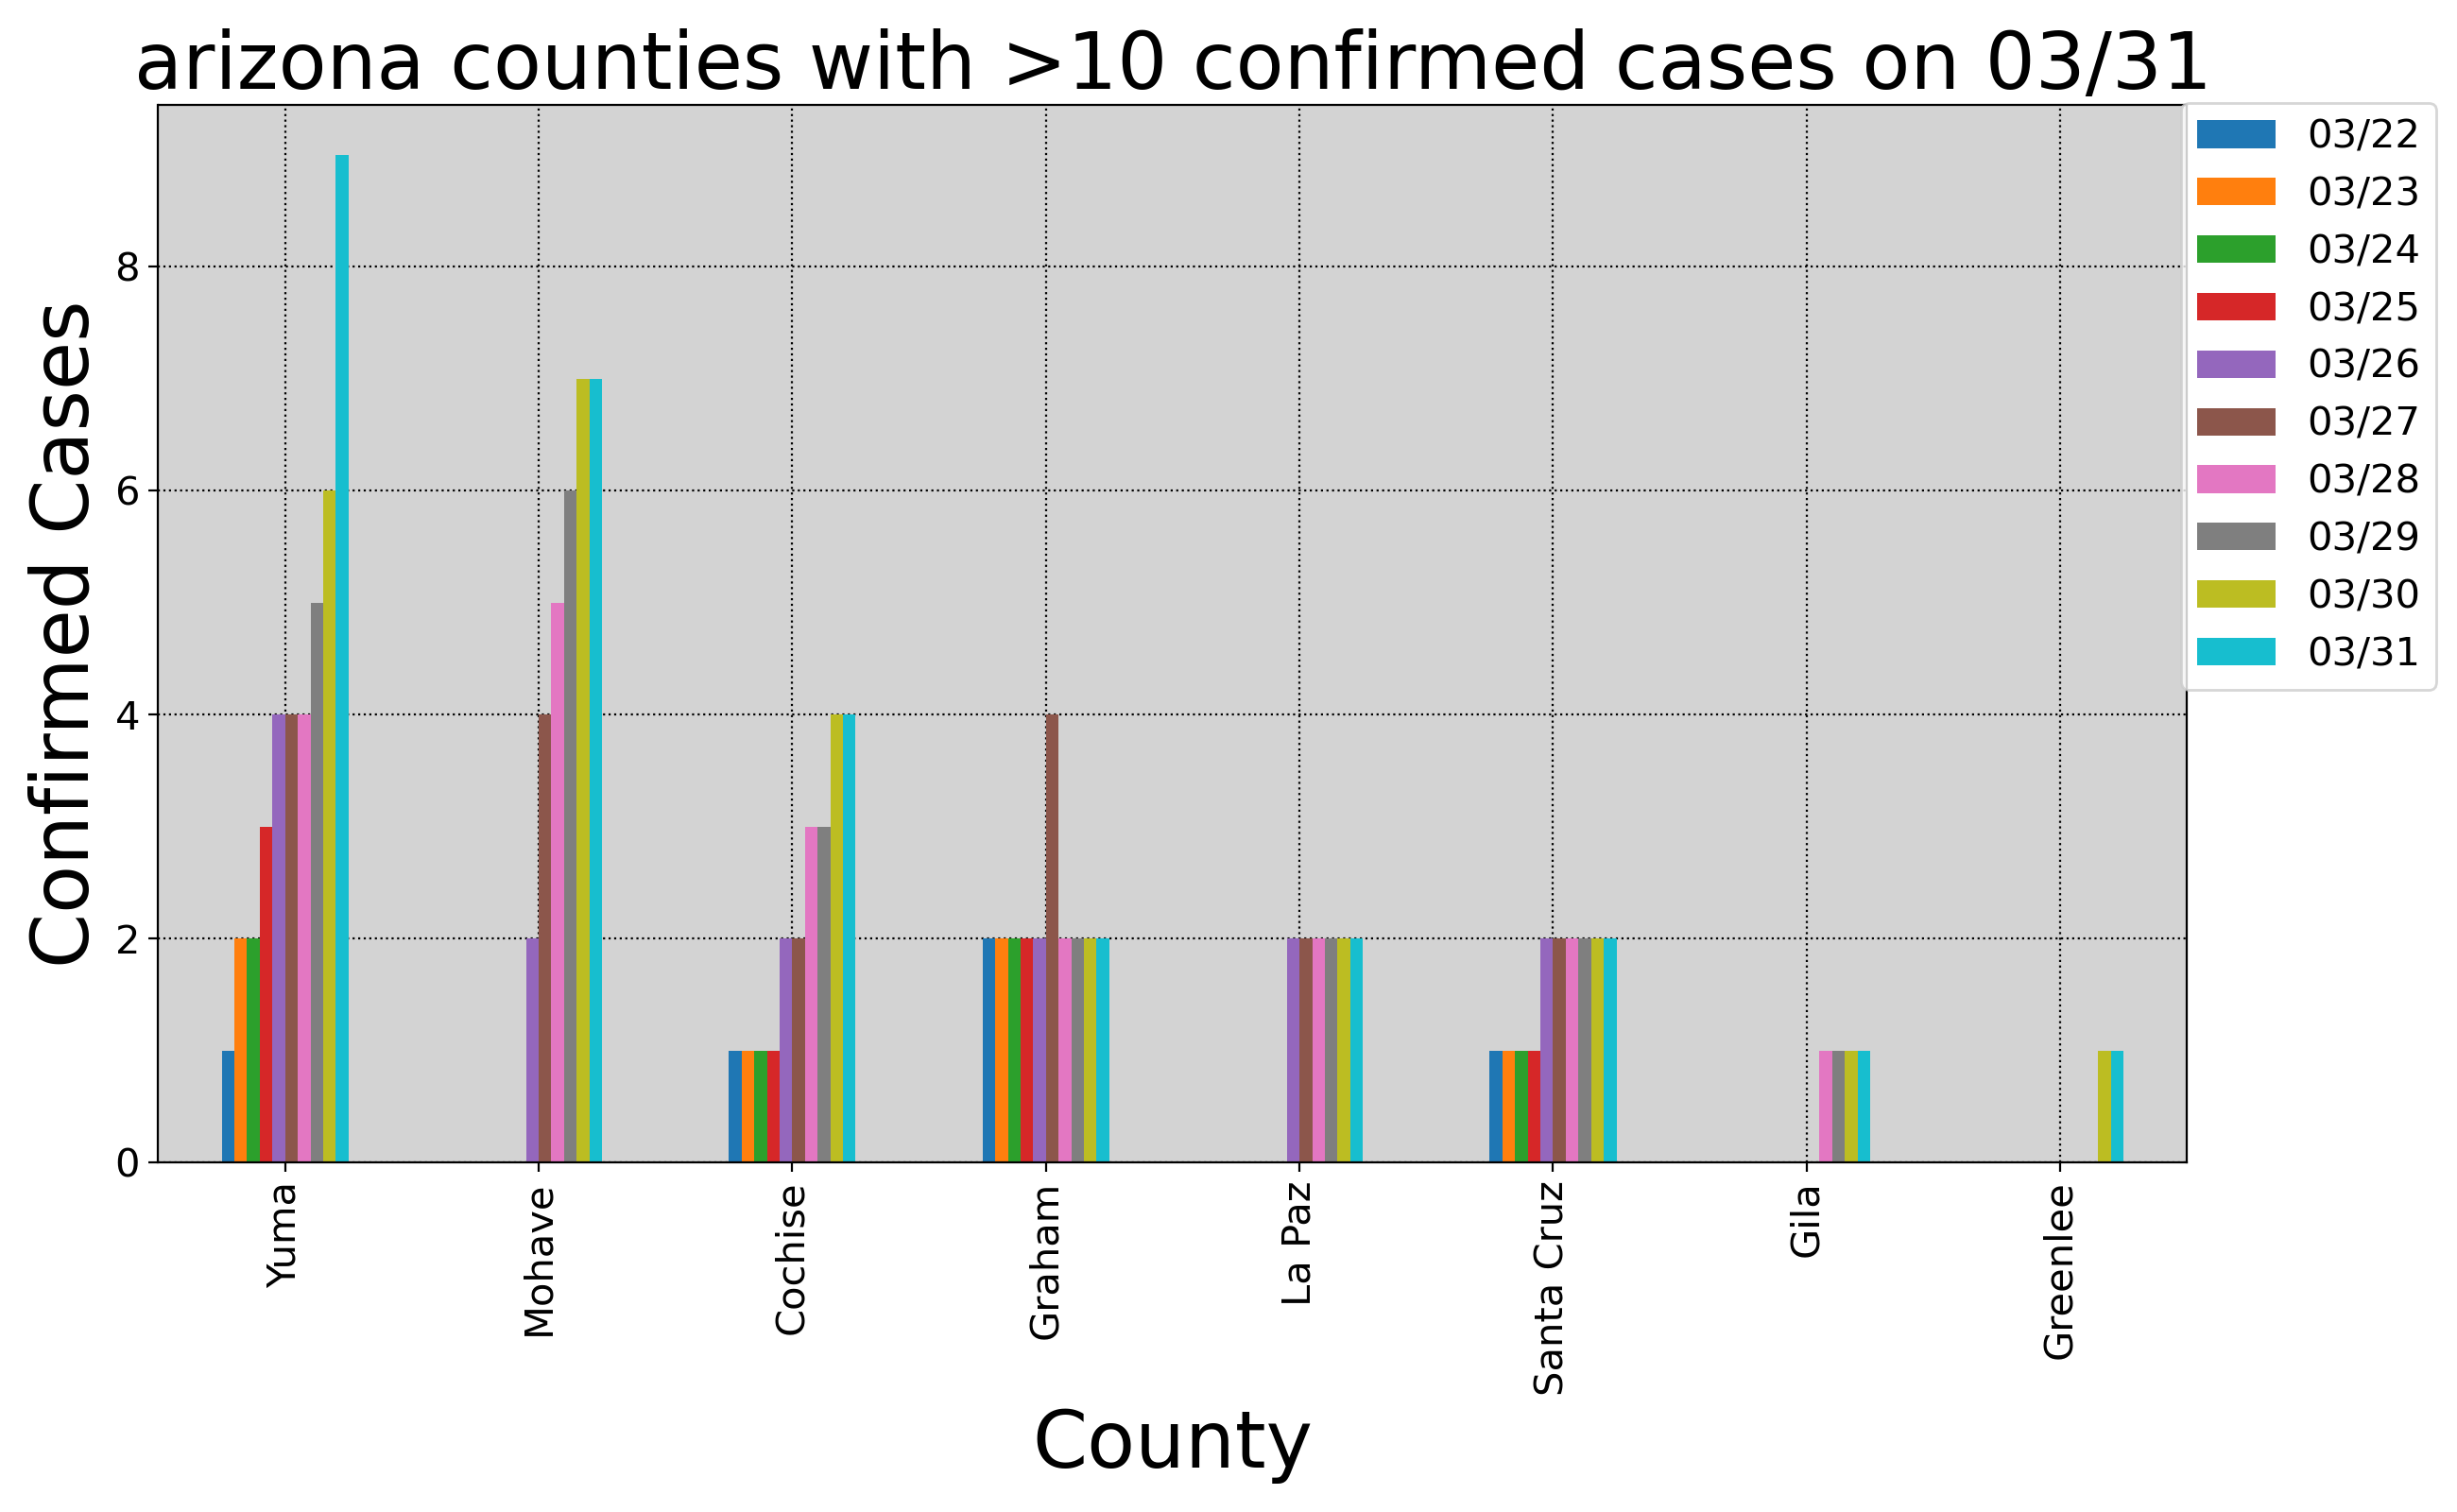 arizona counties with >10 confirmed cases on 03/31
Confirmed Cases
8
6
4
2
0
03/22
03/23
03/24
03/25
03/26
03/27
03/28
03/29
03/30
03/31
Yuma
Mohave
Cochise
Graham
La Paz
Santa Cruz
Gila
Greenlee
County